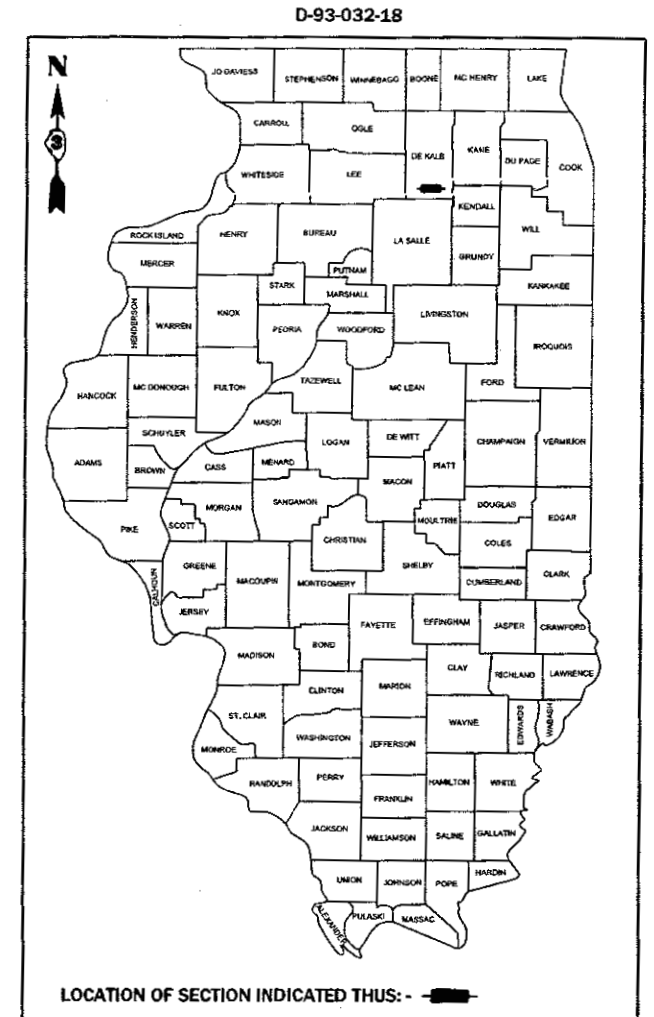 D-93-032-18
N
3
JO DAVIESS STEPHENSON WINNEBAGO BOONE MC HENRY LAKE
CARROLL OGLE
DE KALB KANE DU PAGE COOK
WHITESIDE LEE
KENDALL
ROCK ISLAND HENRY BUREAU LA SALLE WILL
MERCER PUTNAM GRUNDY
STARK MARSHALL KANKAKEE
HENDERSON WARREN KNOX PEORIA WOODFORD LIVINGSTON
IROQUOIS
HANCOCK MC DONOUGH FULTON TAZEWELL MC LEAN FORD
MASON
SCHUYLER LOGAN DE WITT CHAMPAIGN VERMILION
ADAMS BROWN CASS MENARD PIATT
MACON
PIKE SCOTT MORGAN SANGAMON DOUGLAS EDGAR
MOULTRIE
CHRISTIAN COLES
GREENE SHELBY
CALHOUN MACOUPIN MONTGOMERY CUMBERLAND CLARK
JERSEY
FAYETTE EFFINGHAM JASPER CRAWFORD
MADISON BOND
CLAY RICHLAND LAWRENCE
CLINTON MARION
ST. CLAIR WAYNE EDWARDS WABASH
WASHINGTON JEFFERSON
MONROE
RANDOLPH PERRY HAMILTON WHITE
FRANKLIN
JACKSON WILLIAMSON SALINE GALLATIN
UNION JOHNSON POPE HARDIN
ALEXANDER PULASKI MASSAC
LOCATION OF SECTION INDICATED THUS: -